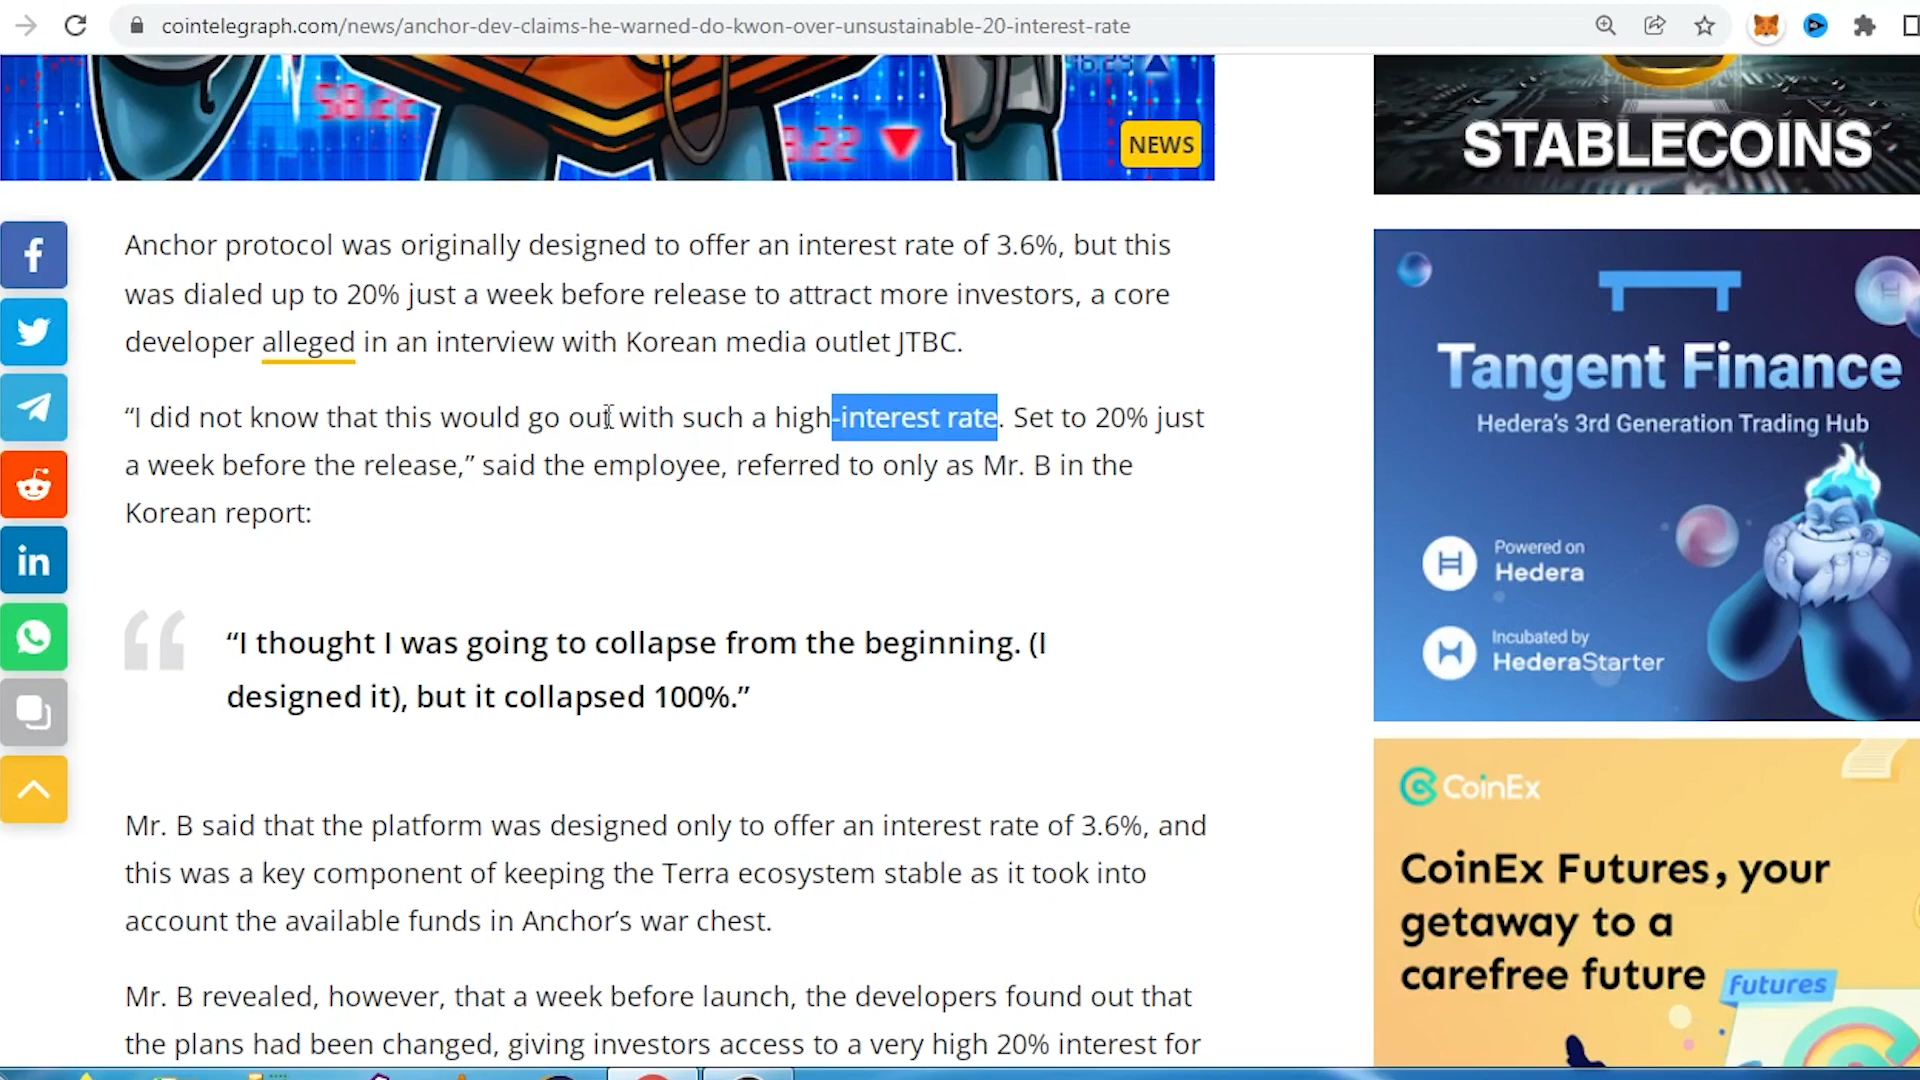 cointelegraph.com/news/anchor-dev-claims-he-warned-do-kwon-over-unsustainable-20-interest-rate
58.22
3.22
NEWS
STABLECOINS
Anchor protocol was originally designed to offer an interest rate of 3.6%, but this
was dialed up to 20% just a week before release to attract more investors, a core
developer alleged in an interview with Korean media outlet JTBC.
“I did not know that this would go out with such a high-interest rate. Set to 20% just
a week before the release,” said the employee, referred to only as Mr. B in the
Korean report:
“I thought I was going to collapse from the beginning. (I
designed it), but it collapsed 100%.”
Mr. B said that the platform was designed only to offer an interest rate of 3.6%, and
this was a key component of keeping the Terra ecosystem stable as it took into
account the available funds in Anchor’s war chest.
Mr. B revealed, however, that a week before launch, the developers found out that
the plans had been changed, giving investors access to a very high 20% interest for
Tangent Finance
Hedera’s 3rd Generation Trading Hub
Powered on
Hedera
Incubated by
HederaStarter
CoinEx
CoinEx Futures, your
getaway to a
carefree future
futures